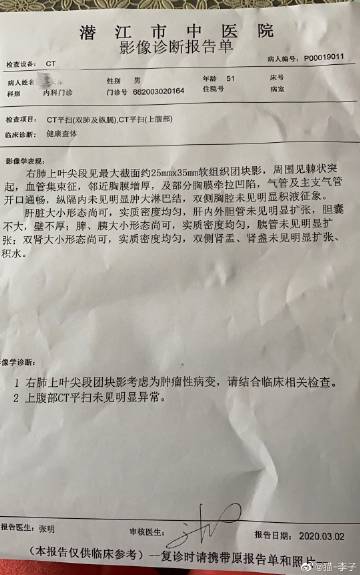 潜江市中医院
影像诊断报告单
检查设备: CT 病人编号: P00019011
病人姓名 性别 男 年龄 51 床号
科别 内科门诊 门诊号 662003020164 住院号 病室
检查项目: CT平扫(双肺及纵膈)CT平扫(上腹部)
临床诊断: 健康查体
影像学表现:
右肺上叶尖段见最大截面约25mmx35mm软组织团块影，周围见棘状突
起，血管集束征，邻近胸膜增厚，及部分胸膜牵拉凹陷，气管及主支气管
开口通畅，纵隔内未见明显肿大淋巴结，双侧胸腔未见明显积液征象。
肝脏大小形态尚可，实质密度均匀，肝内外胆管未见明显扩张，胆囊
不大，壁不厚；脾、胰大小形态可，实质密度均匀，胰管未见明显扩
张；双肾大小形态尚可，实质密度均匀，双侧肾盂、肾盏未见明显扩张、
积水。
像学诊断:
1 右肺上叶尖段团块影考虑为肿瘤性病变，请结合临床相关检查。
2 上腹部CT平扫未见明显异常。
报告医生: 张明 审核医生: 报告日期: 2020.03.02
(本报告仅供临床参考) 一复诊时请携带原报告单和照片一
@猫-李子